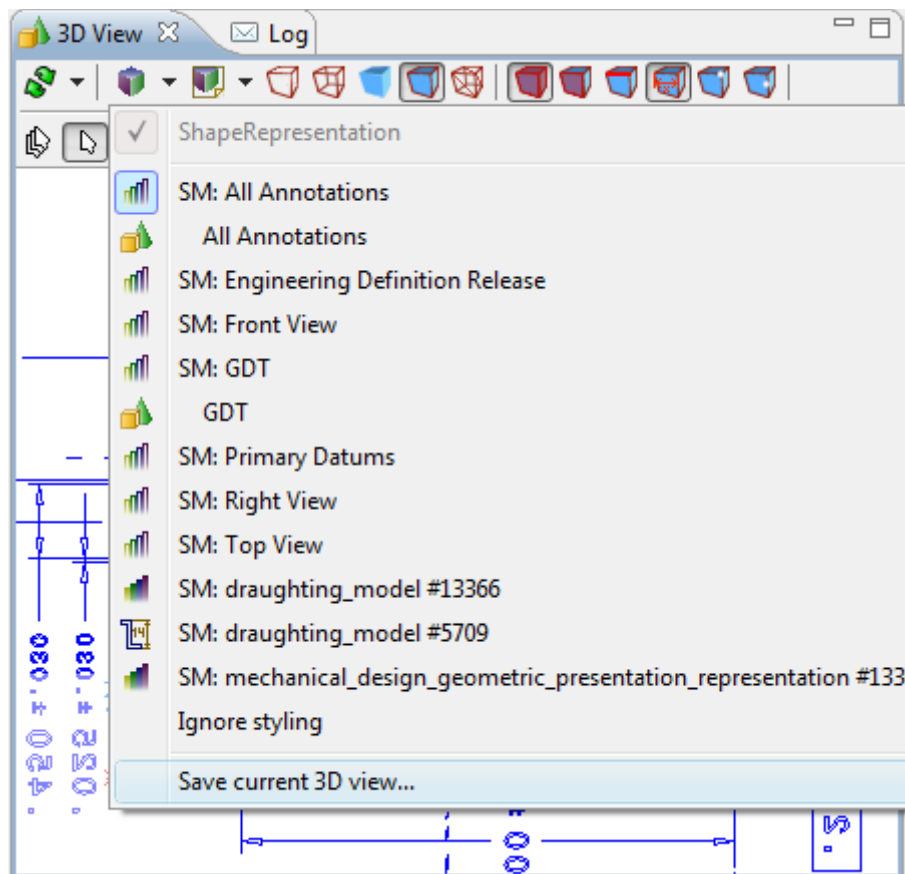 3D View
Log
ShapeRepresentation
SM: All Annotations
All Annotations
SM: Engineering Definition Release
SM: Front View
SM: GDT
GDT
SM: Primary Datums
SM: Right View
SM: Top View
SM: draughting_model #13366
SM: draughting_model #5709
SM: mechanical_design_geometric_presentation_representation #133
Ignore styling
Save current 3D view...
.030
.030